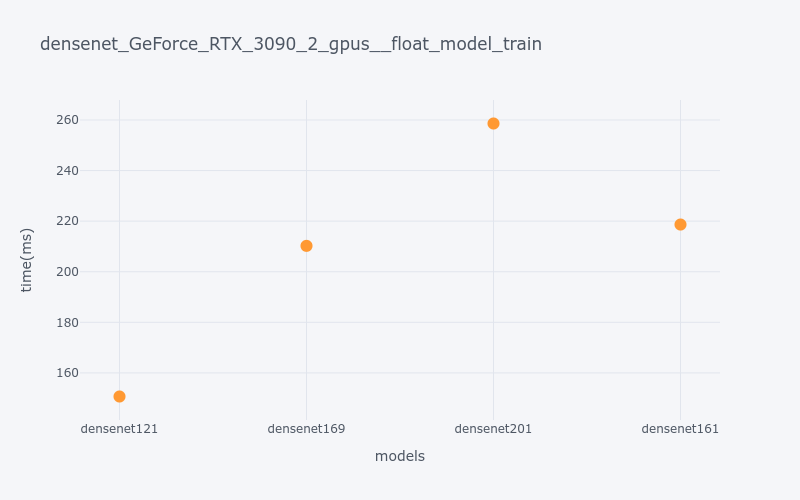 densenet_GeForce_RTX_3090_2_gpus__float_model_train
260
240
220
200
180
160
time(ms)
densenet121
densenet169
densenet201
densenet161
models